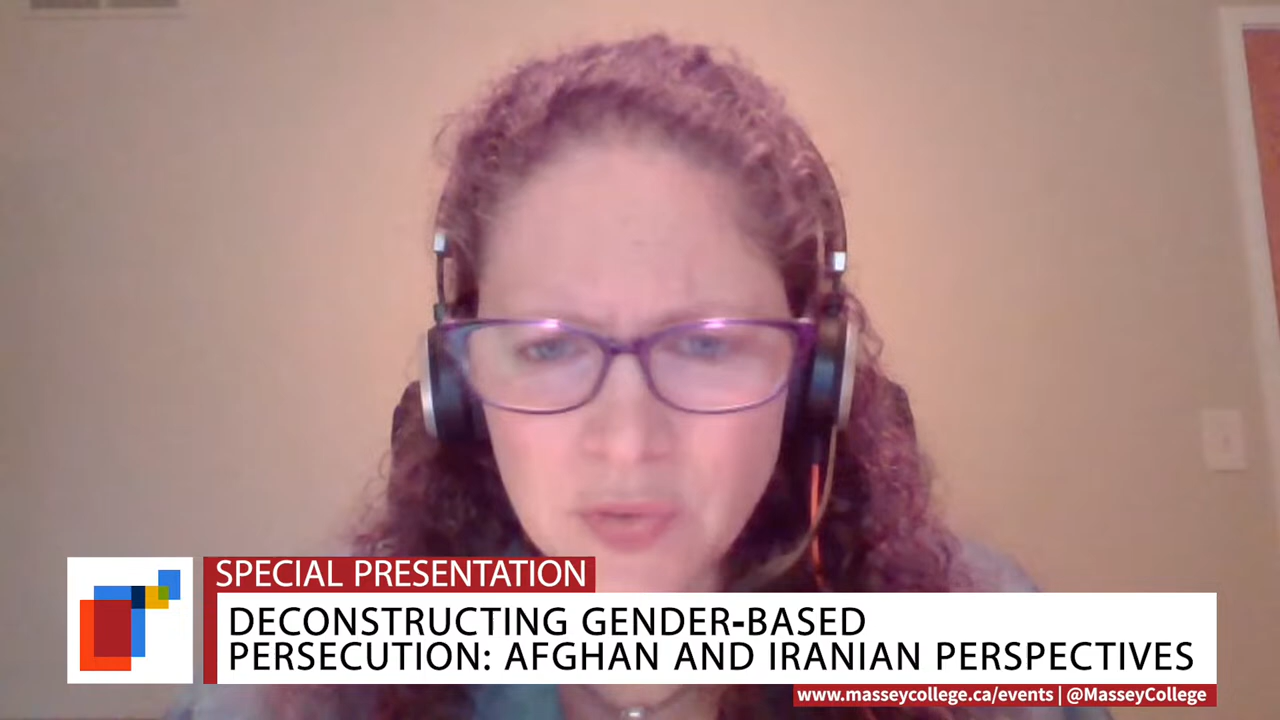 SPECIAL PRESENTATION
DECONSTRUCTING GENDER-BASED
PERSECUTION: AFGHAN AND IRANIAN PERSPECTIVES
www.masseycollege.ca/events | @MasseyCollege